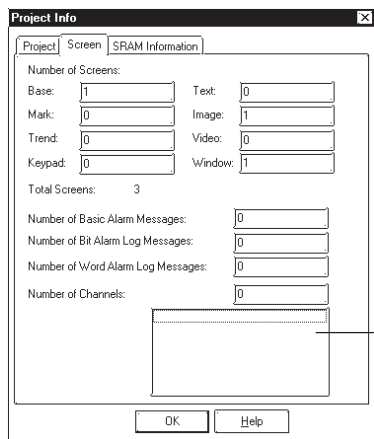 Project Info
Project Screen SRAM Information
Number of Screens:
Base: 1 Text: 0
Mark: 0 Image: 1
Trend: 0 Video: 0
Keypad: 0 Window: 1
Total Screens: 3
Number of Basic Alarm Messages: 0
Number of Bit Alarm Log Messages: 0
Number of Word Alarm Log Messages: 0
Number of Channels: 0
OK Help